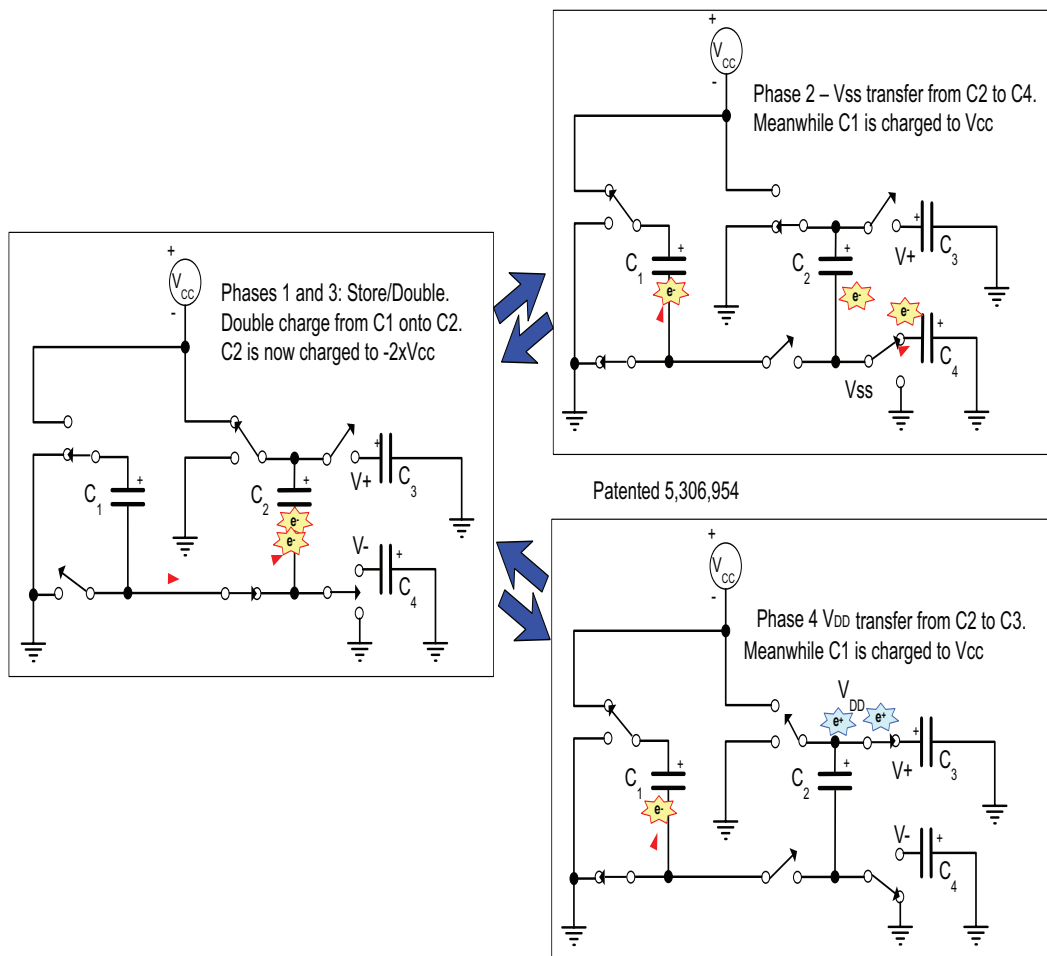 +
VCC
-
Phases 1 and 3: Store/Double.
Double charge from C1 onto C2.
C2 is now charged to -2xVcc
C1
+
C2
+
e-
e-
V+
+
C3
V-
+
C4
+
VCC
-
Phase 2 – Vss transfer from C2 to C4.
Meanwhile C1 is charged to Vcc
C1
+
e-
C2
+
e-
V+
+
C3
e-
+
C4
Vss
Patented 5,306,954
+
VCC
-
Phase 4 VDD transfer from C2 to C3.
Meanwhile C1 is charged to Vcc
VDD
e+
e+
C1
+
e-
C2
+
V+
+
C3
V-
+
C4